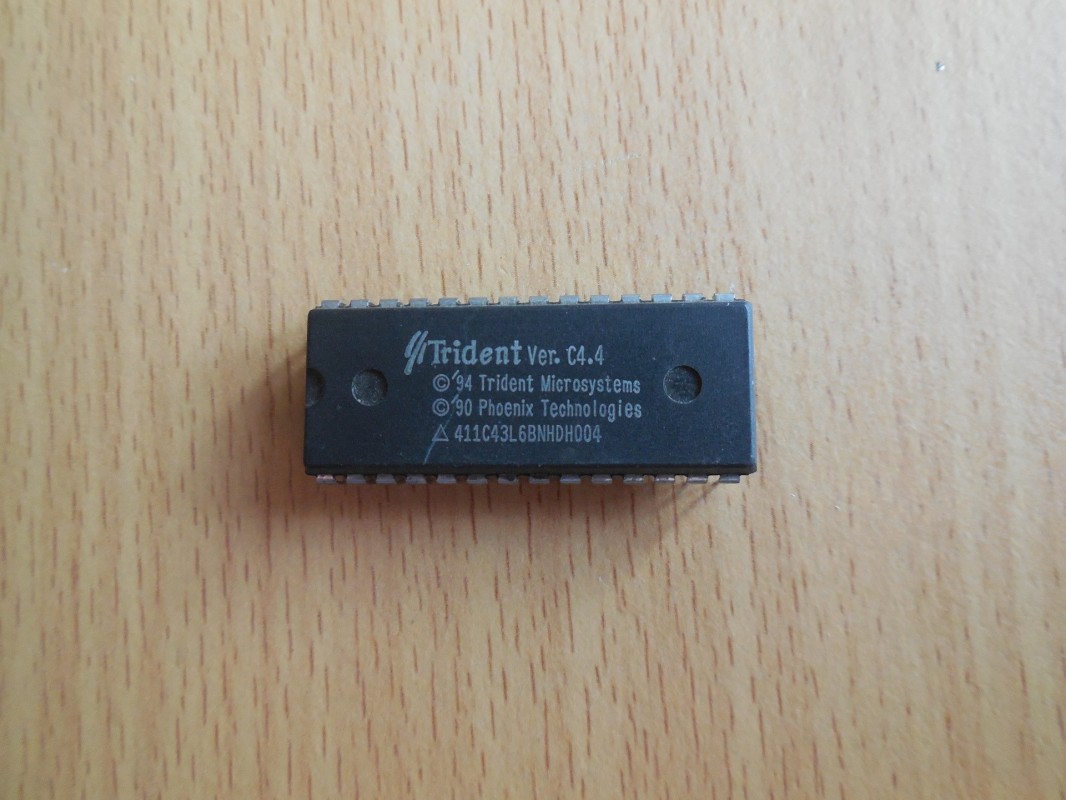 Trident Ver. C4.4
©'94 Trident Microsystems
©'90 Phoenix Technologies
△ 411C43L6BNHDH004